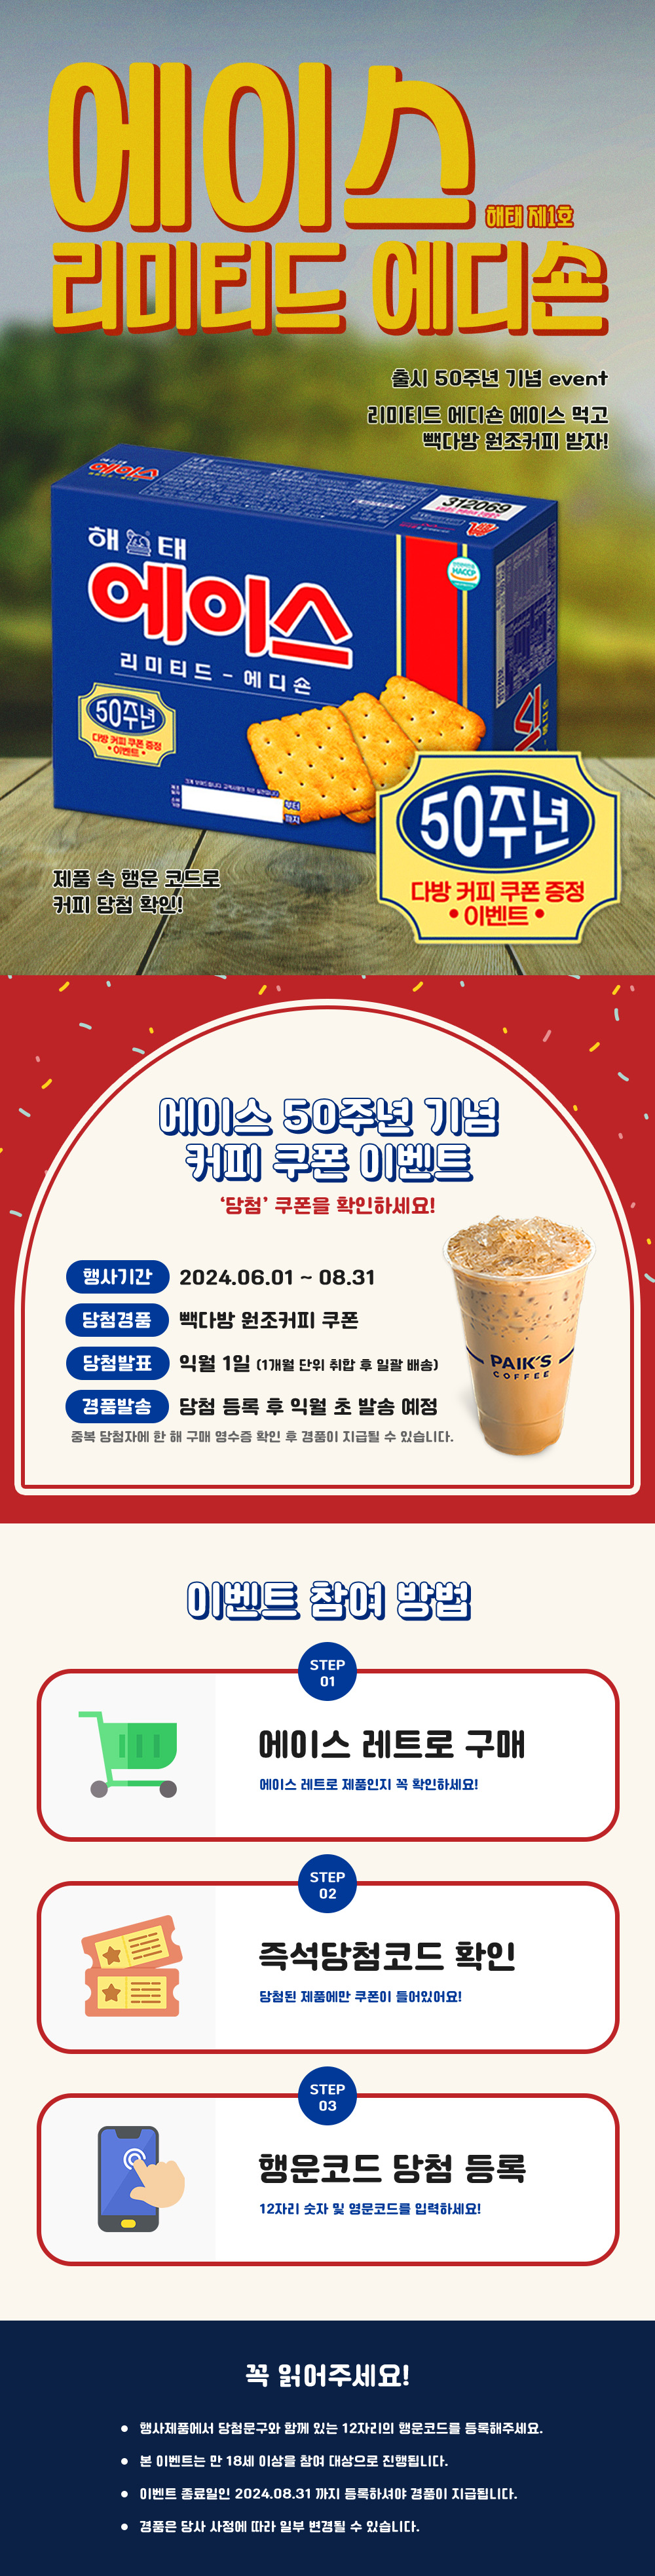 에이스
해태 제1호
리미티드 에디숀
출시 50주년 기념 event
리미티드 에디숀 에이스 먹고
빽다방 원조커피 받자!
에이스
312069
해태
HACCP
에이스
리미티드-에디숀
50주년
다방 커피 쿠폰 증정
•이벤트•
부터
까지
50주년
다방 커피 쿠폰 증정
•이벤트•
제품 속 행운 코드로
커피 당첨 확인!
에이스 50주년 기념
커피 쿠폰 이벤트
‘당첨’ 쿠폰을 확인하세요!
행사기간 2024.06.01 ~ 08.31
당첨경품 빽다방 원조커피 쿠폰
당첨발표 익월 1일 (1개월 단위 취합 후 일괄 배송)
경품발송 당첨 등록 후 익월 초 발송 예정
중복 당첨자에 한 해 구매 영수증 확인 후 경품이 지급될 수 있습니다.
PAIK'S
COFFEE
이벤트 참여 방법
STEP
01
에이스 레트로 구매
에이스 레트로 제품인지 꼭 확인하세요!
STEP
02
즉석당첨코드 확인
당첨된 제품에만 쿠폰이 들어있어요!
STEP
03
행운코드 당첨 등록
12자리 숫자 및 영문코드를 입력하세요!
꼭 읽어주세요!
● 행사제품에서 당첨문구와 함께 있는 12자리의 행운코드를 등록해주세요.
● 본 이벤트는 만 18세 이상을 참여 대상으로 진행됩니다.
● 이벤트 종료일인 2024.08.31 까지 등록하셔야 경품이 지급됩니다.
● 경품은 당사 사정에 따라 일부 변경될 수 있습니다.